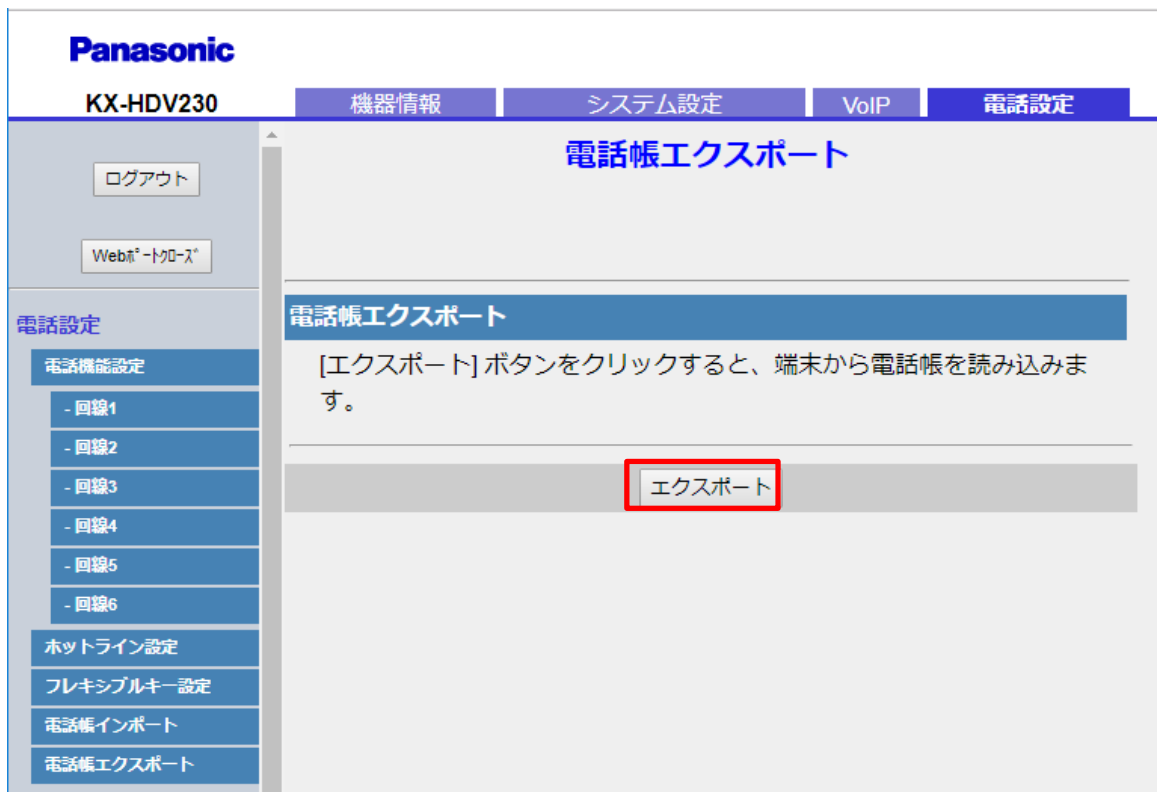 Panasonic
KX-HDV230
機器情報
システム設定
VoIP
電話設定
ログアウト
Webﾎﾟｰﾄｸﾛｰｽﾞ
電話設定
電話機能設定
- 回線1
- 回線2
- 回線3
- 回線4
- 回線5
- 回線6
ホットライン設定
フレキシブルキー設定
電話帳インポート
電話帳エクスポート
電話帳エクスポート
電話帳エクスポート
[エクスポート] ボタンをクリックすると、端末から電話帳を読み込みま
す。
エクスポート